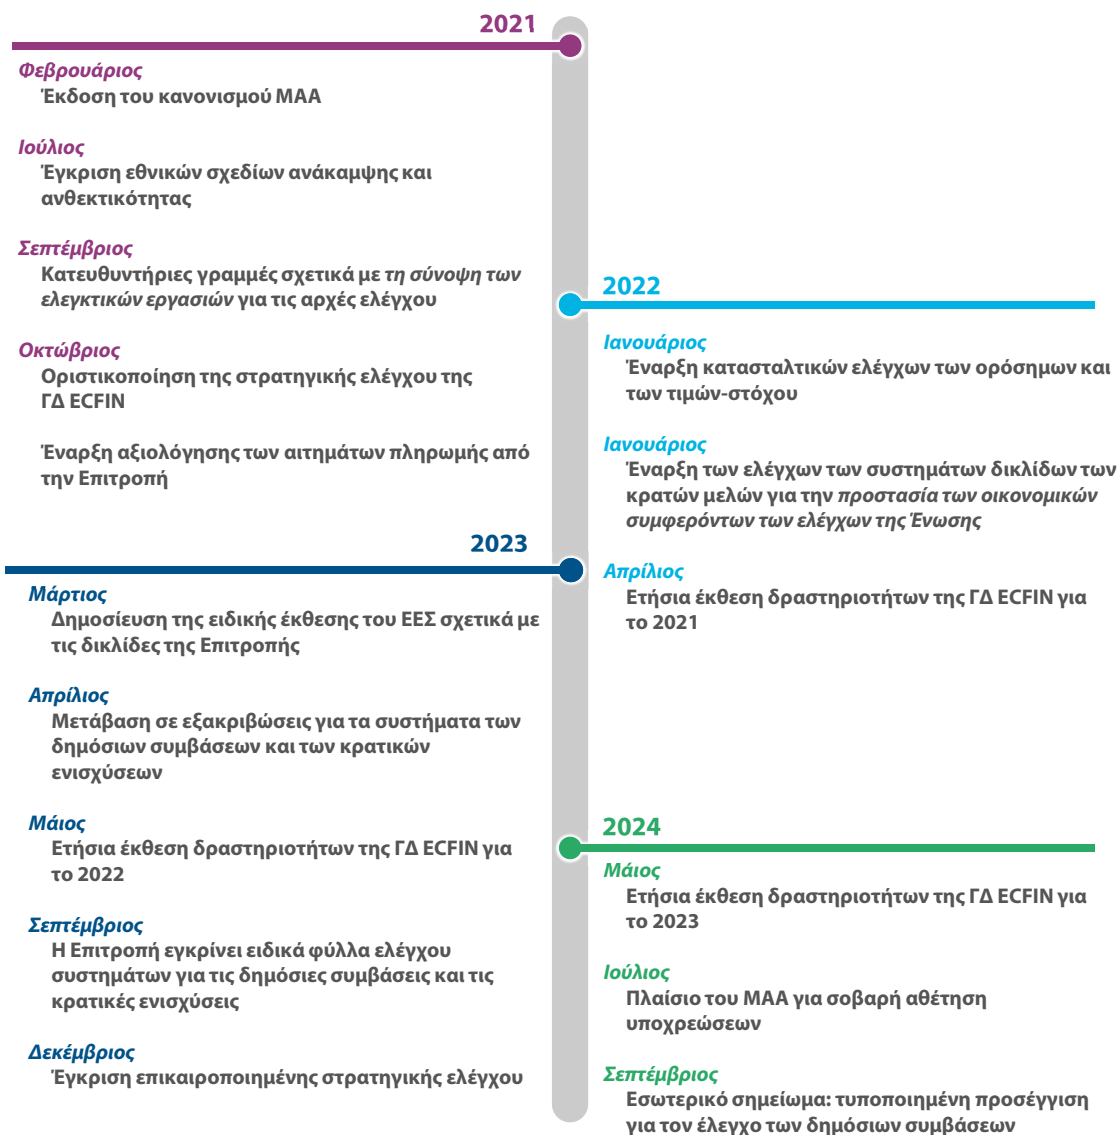 2021
Φεβρουάριος
Έκδοση του κανονισμού ΜΑΑ
Ιούλιος
Έγκριση εθνικών σχεδίων ανάκαμψης και
ανθεκτικότητας
Σεπτέμβριος
Κατευθυντήριες γραμμές σχετικά με τη σύνοψη των
ελεγκτικών εργασιών για τις αρχές ελέγχου
Οκτώβριος
Οριστικοποίηση της στρατηγικής ελέγχου της
ΓΔ ECFIN
Έναρξη αξιολόγησης των αιτημάτων πληρωμής από
την Επιτροπή
2022
Ιανουάριος
Έναρξη κατασταλτικών ελέγχων των ορόσημων και
των τιμών-στόχου
Ιανουάριος
Έναρξη των ελέγχων των συστημάτων δικλίδων των
κρατών μελών για την προστασία των οικονομικών
συμφερόντων των ελέγχων της Ένωσης
Απρίλιος
Ετήσια έκθεση δραστηριοτήτων της ΓΔ ECFIN για
το 2021
2023
Μάρτιος
Δημοσίευση της ειδικής έκθεσης του ΕΕΣ σχετικά με
τις δικλίδες της Επιτροπής
Απρίλιος
Μετάβαση σε εξακριβώσεις για τα συστήματα των
δημόσιων συμβάσεων και των κρατικών
ενισχύσεων
Μάιος
Ετήσια έκθεση δραστηριοτήτων της ΓΔ ECFIN για
το 2022
Σεπτέμβριος
Η Επιτροπή εγκρίνει ειδικά φύλλα ελέγχου
συστημάτων για τις δημόσιες συμβάσεις και τις
κρατικές ενισχύσεις
Δεκέμβριος
Έγκριση επικαιροποιημένης στρατηγικής ελέγχου
2024
Μάιος
Ετήσια έκθεση δραστηριοτήτων της ΓΔ ECFIN για
το 2023
Ιούλιος
Πλαίσιο του ΜΑΑ για σοβαρή αθέτηση
υποχρεώσεων
Σεπτέμβριος
Εσωτερικό σημείωμα: τυποποιημένη προσέγγιση
για τον έλεγχο των δημόσιων συμβάσεων